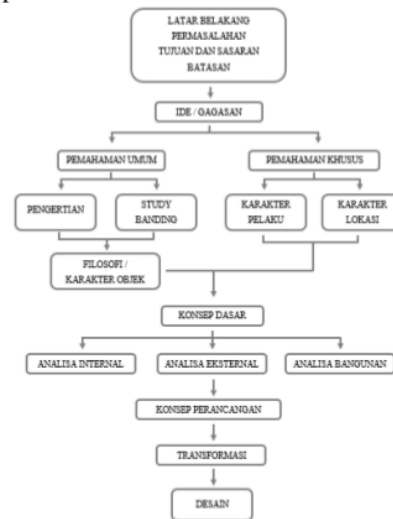 LATAR BELAKANG
PERMASALAHAN
TUJUAN DAN SASARAN
BATASAN
IDE / GAGASAN
PEMAHAMAN UMUM
PEMAHAMAN KHUSUS
PENGERTIAN
STUDY
BANDING
KARAKTER
PELAKU
KARAKTER
LOKASI
FILOSOFI /
KARAKTER OBJEK
KONSEP DASAR
ANALISA INTERNAL
ANALISA EKSTERNAL
ANALISA BANGUNAN
KONSEP PERANCANGAN
TRANSFORMASI
DESAIN